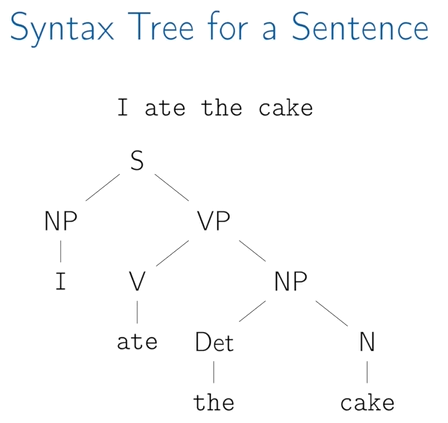 Syntax Tree for a Sentence
I ate the cake
S
NP VP
I V NP
ate Det N
the cake